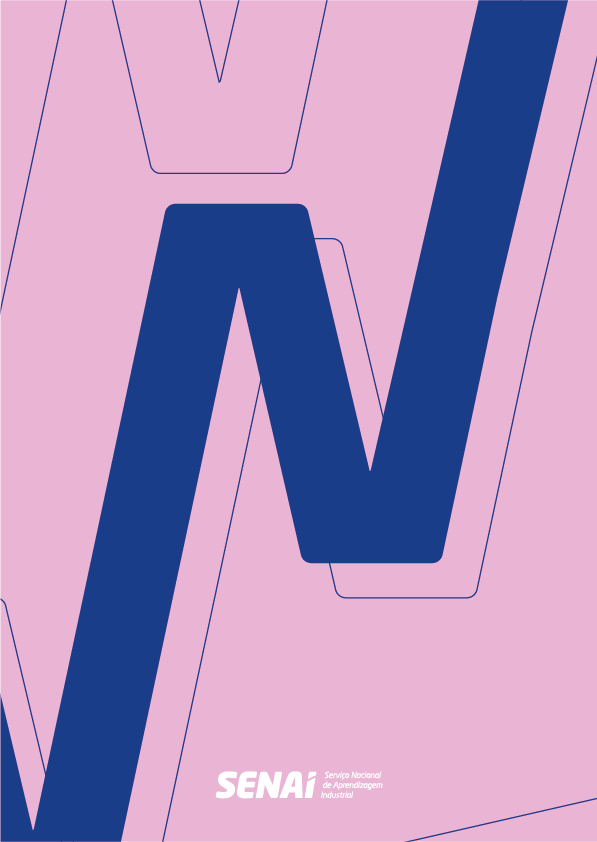 SENAI
Serviço Nacional
de Aprendizagem
Industrial